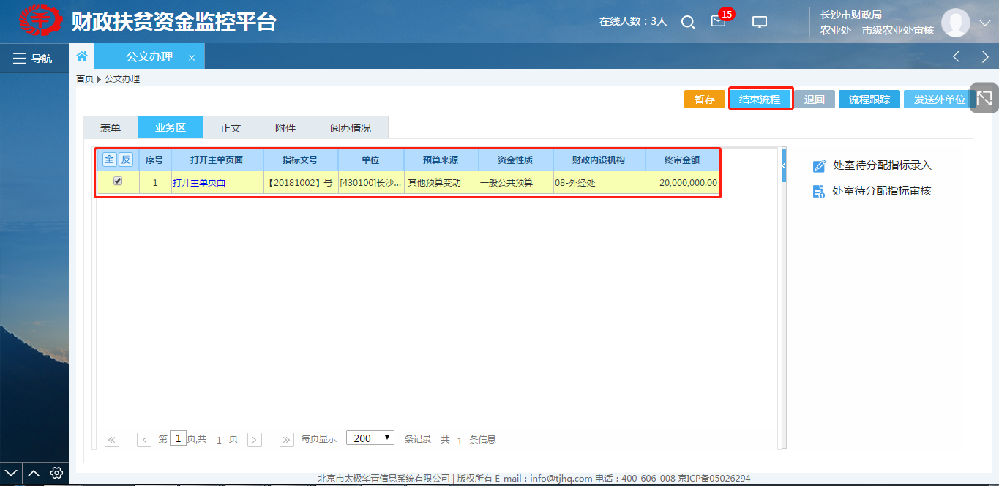 财政扶贫资金监控平台
在线人数：3人
15
长沙市财政局
农业处 市级农业处审核
导航
公文办理 ×
首页 公文办理
暂存 结束流程 退回 流程跟踪 发送外单位
表单 业务区 正文 附件 阅办情况
全 反 序号 打开主单页面 指标文号 单位 预算来源 资金性质 财政内设机构 终审金额
1 打开主单页面 【20181002】号 [430100]长沙... 其他预算变动 一般公共预算 08-外经处 20,000,000.00
处室待分配指标录入
处室待分配指标审核
第 1 页,共 1 页 每页显示 200 条记录 共 1 条信息
北京市太极华青信息系统有限公司 | 版权所有 E-mail：info@tjhq.com 电话：400-606-008 京ICP备05026294